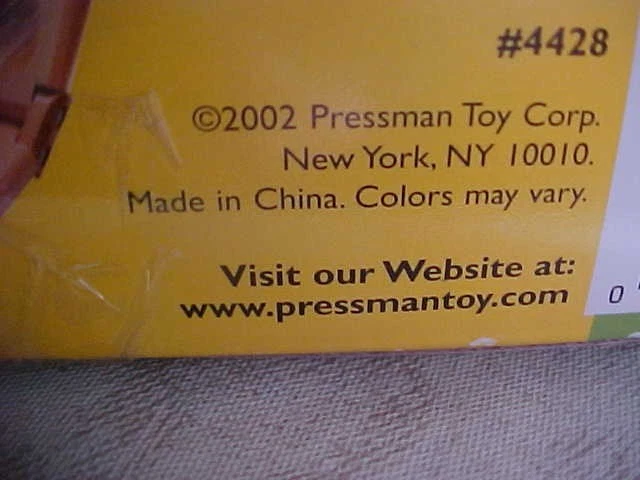 #4428
©2002 Pressman Toy Corp.
New York, NY 10010.
Made in China. Colors may vary.
Visit our Website at:
www.pressmantoy.com
0